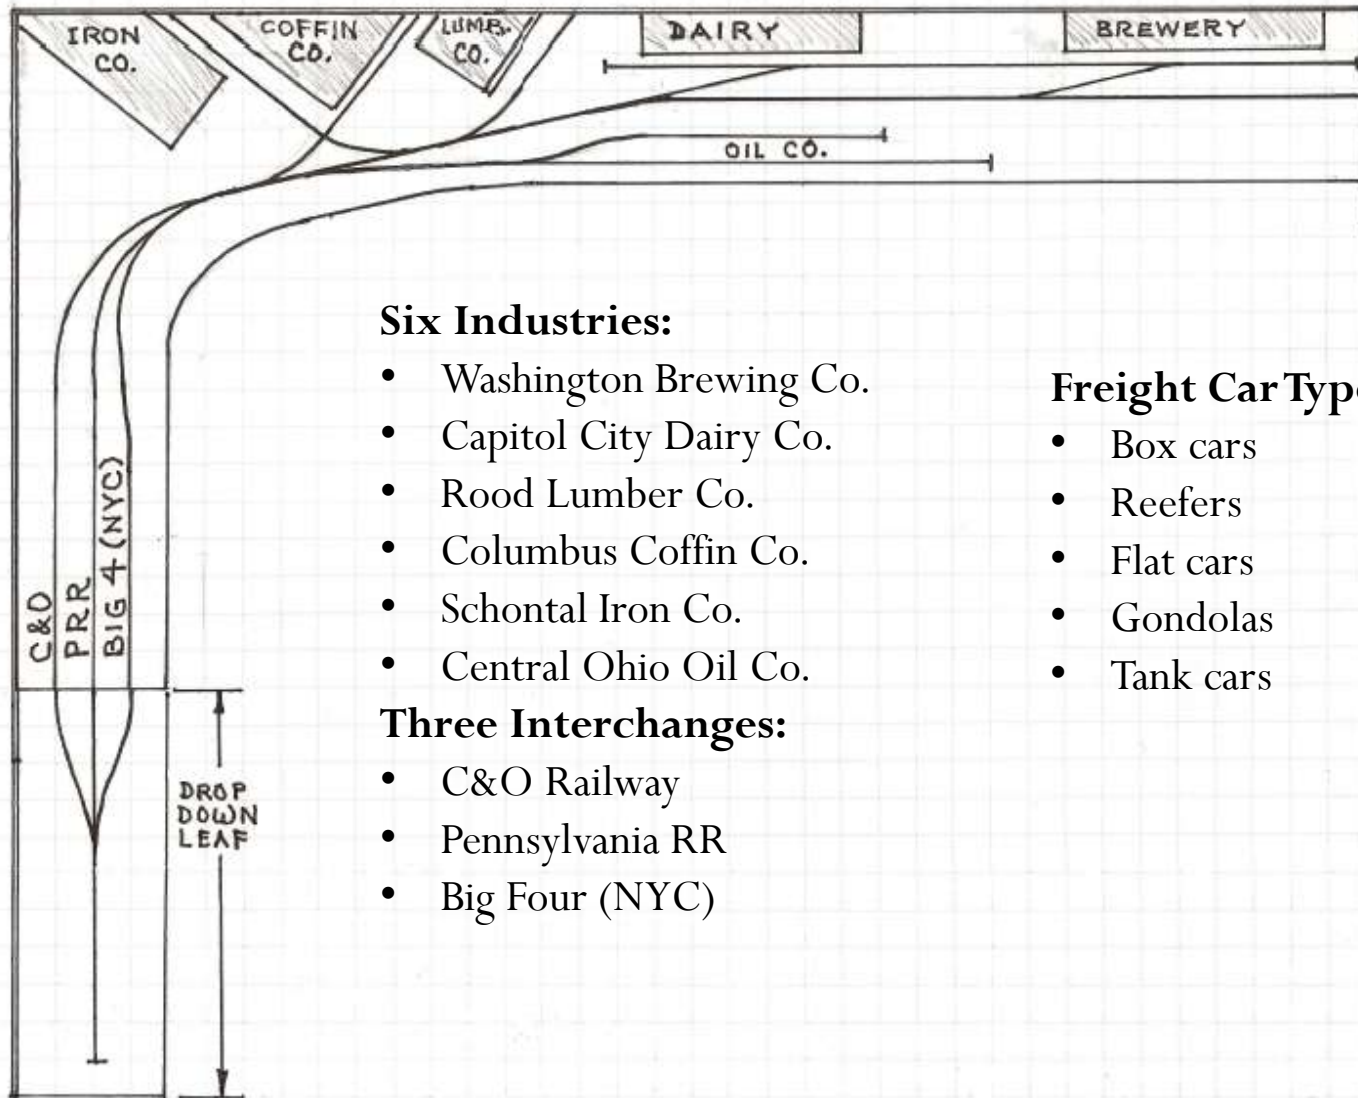 IRON
CO.
COFFIN
CO.
LUMB.
CO.
DAIRY
BREWERY
OIL CO.
Six Industries:
• Washington Brewing Co.
• Capitol City Dairy Co.
• Rood Lumber Co.
• Columbus Coffin Co.
• Schontal Iron Co.
• Central Ohio Oil Co.
Three Interchanges:
• C&O Railway
• Pennsylvania RR
• Big Four (NYC)
Freight Car Type
• Box cars
• Reefers
• Flat cars
• Gondolas
• Tank cars
C&O
PRR
BIG 4 (NYC)
DROP
DOWN
LEAF